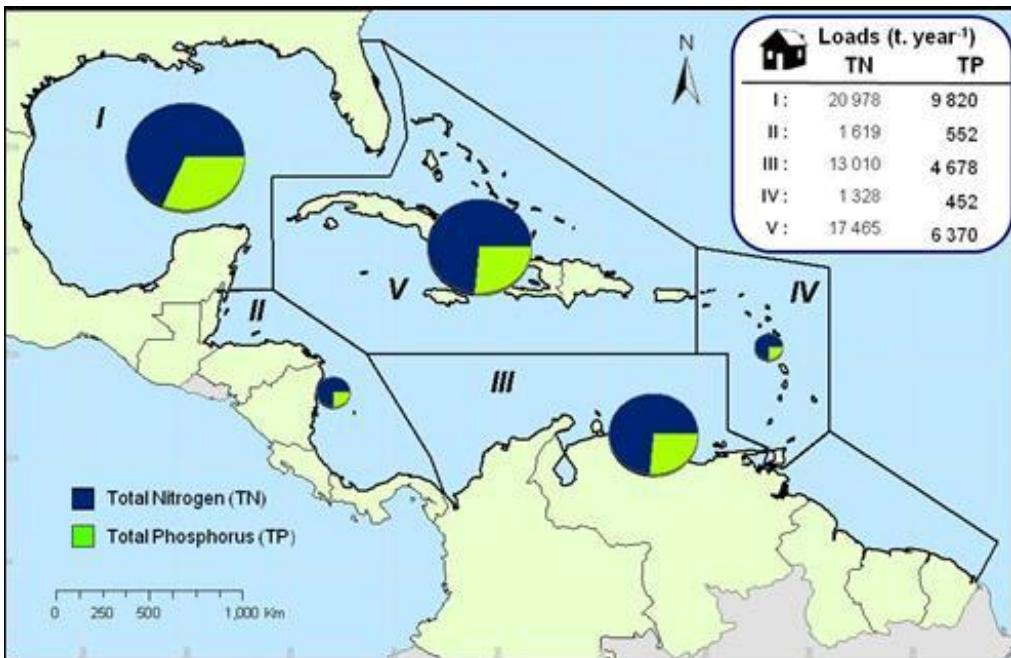 Loads (t. year-¹)
TN TP
I : 20 978 9 820
II : 1 619 552
III : 13 010 4 678
IV : 1 328 452
V : 17 465 6 370
N
I
II
III
IV
V
Total Nitrogen (TN)
Total Phosphorus (TP)
0 250 500 1,000 Km